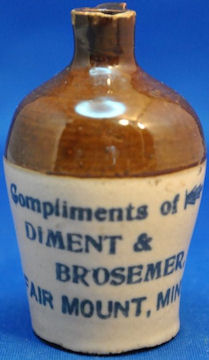 Compliments of
DIMENT &
BROSEMER.
FAIR MOUNT, MIN